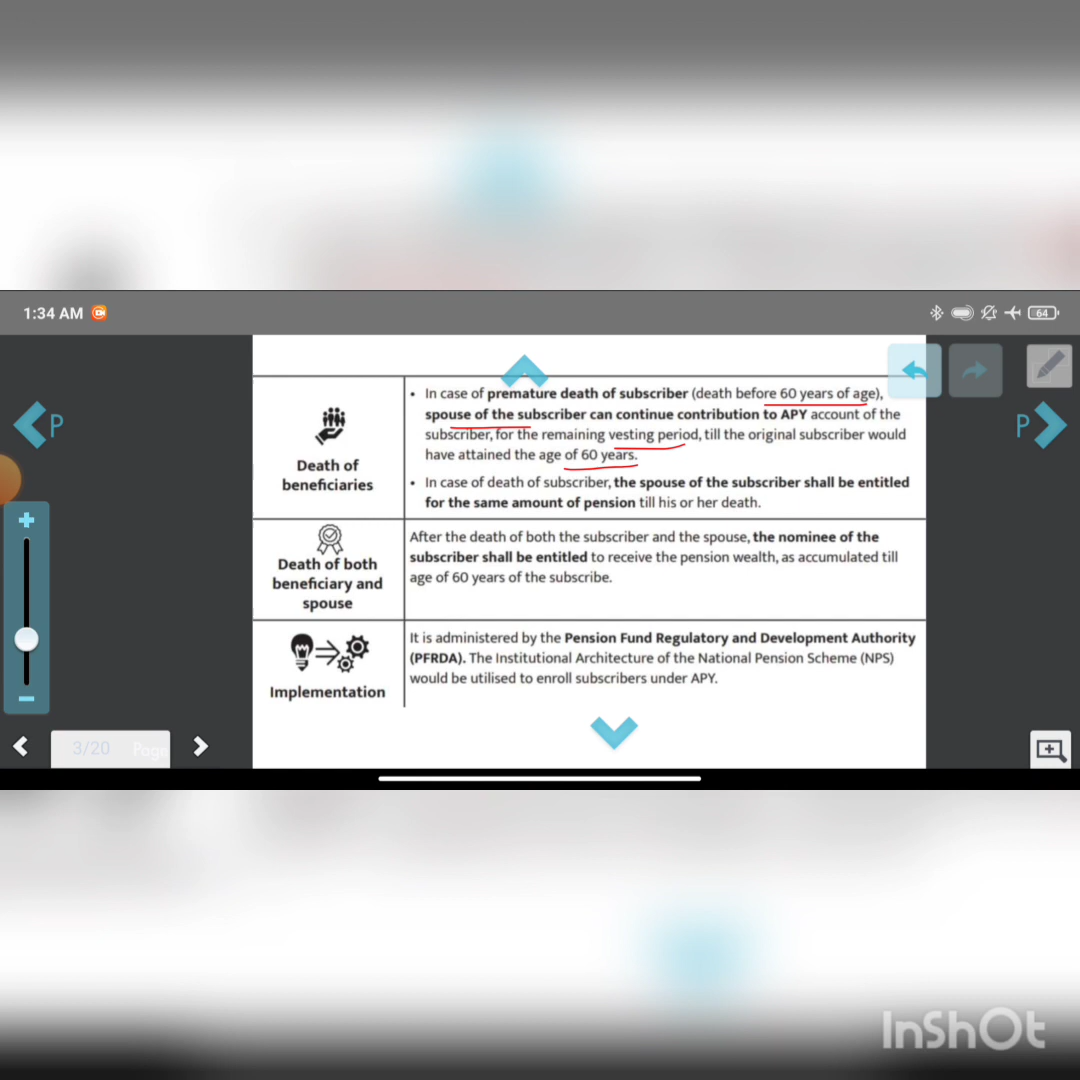 1:34 AM
64
P
P
• In case of premature death of subscriber (death before 60 years of age),
spouse of the subscriber can continue contribution to APY account of the
subscriber, for the remaining vesting period, till the original subscriber would
have attained the age of 60 years.
Death of
beneficiaries
• In case of death of subscriber, the spouse of the subscriber shall be entitled
for the same amount of pension till his or her death.
After the death of both the subscriber and the spouse, the nominee of the
subscriber shall be entitled to receive the pension wealth, as accumulated till
age of 60 years of the subscribe.
Death of both
beneficiary and
spouse
It is administered by the Pension Fund Regulatory and Development Authority
(PFRDA). The Institutional Architecture of the National Pension Scheme (NPS)
would be utilised to enroll subscribers under APY.
Implementation
3/20 Page
InShOt